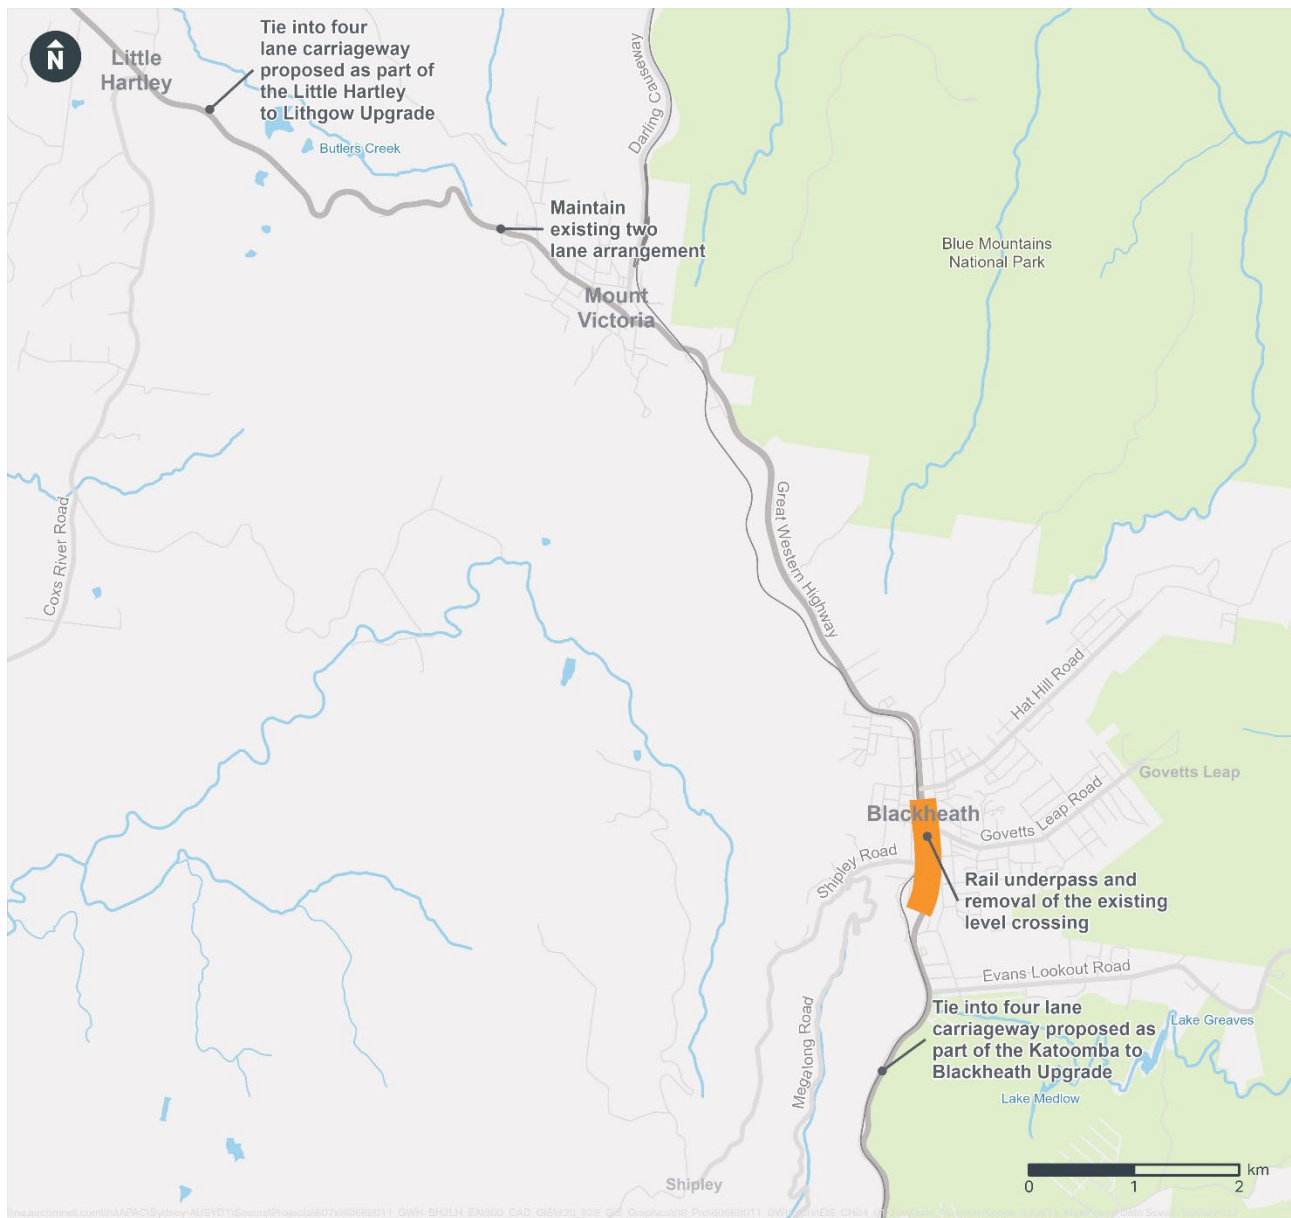 N
Little
Hartley
Tie into four
lane carriageway
proposed as part of
the Little Hartley
to Lithgow Upgrade
Darling Causeway
Butlers Creek
Maintain
existing two
lane arrangement
Blue Mountains
National Park
Mount
Victoria
Coxs River Road
Great Western Highway
Hat Hill Road
Govetts Leap
Blackheath
Govetts Leap Road
Shipley Road
Rail underpass and
removal of the existing
level crossing
Evans Lookout Road
Megalong Road
Tie into four lane
carriageway proposed as
part of the Katoomba to
Blackheath Upgrade
Lake Greaves
Lake Medlow
Shipley
km
0 1 2